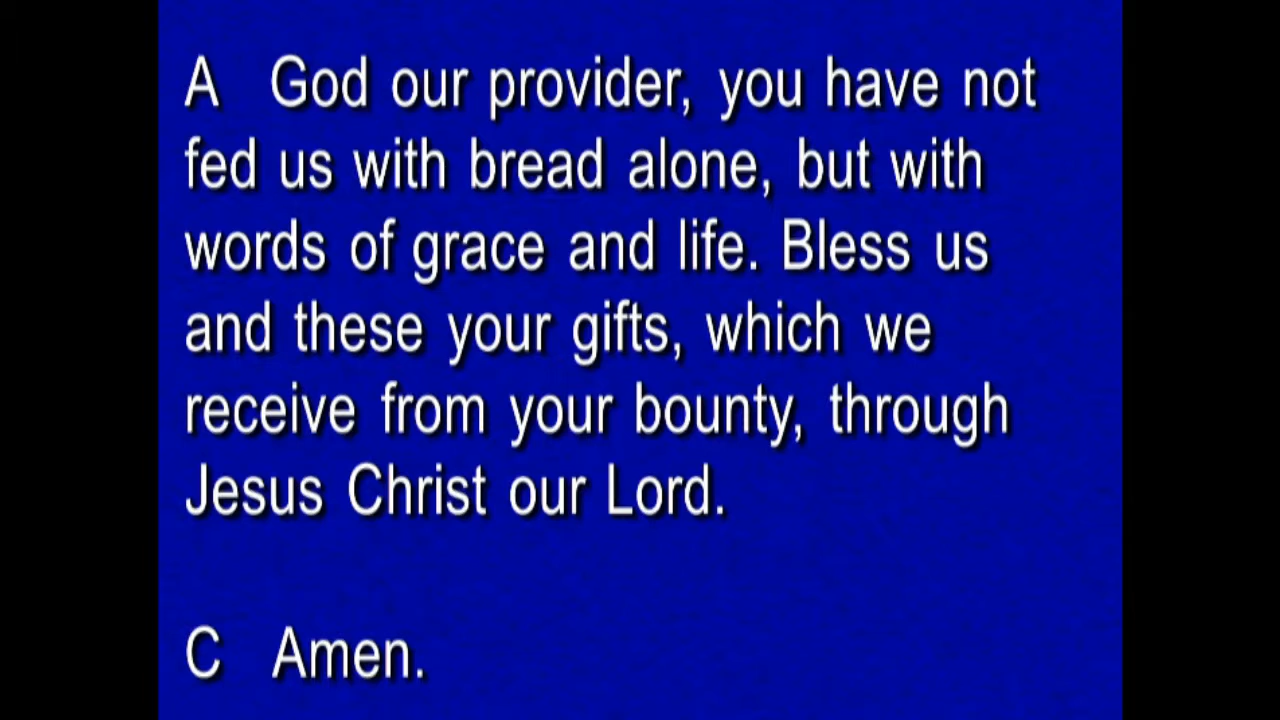 A God our provider, you have not
fed us with bread alone, but with
words of grace and life. Bless us
and these your gifts, which we
receive from your bounty, through
Jesus Christ our Lord.
C Amen.